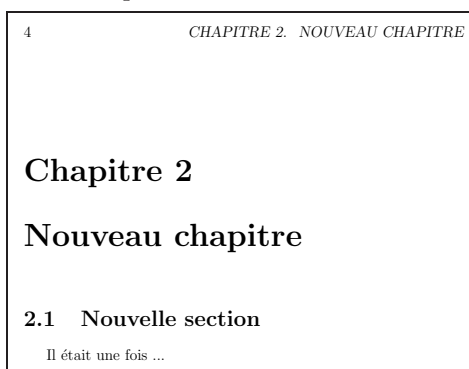 4 CHAPITRE 2. NOUVEAU CHAPITRE
Chapitre 2
Nouveau chapitre
2.1 Nouvelle section
Il était une fois ...